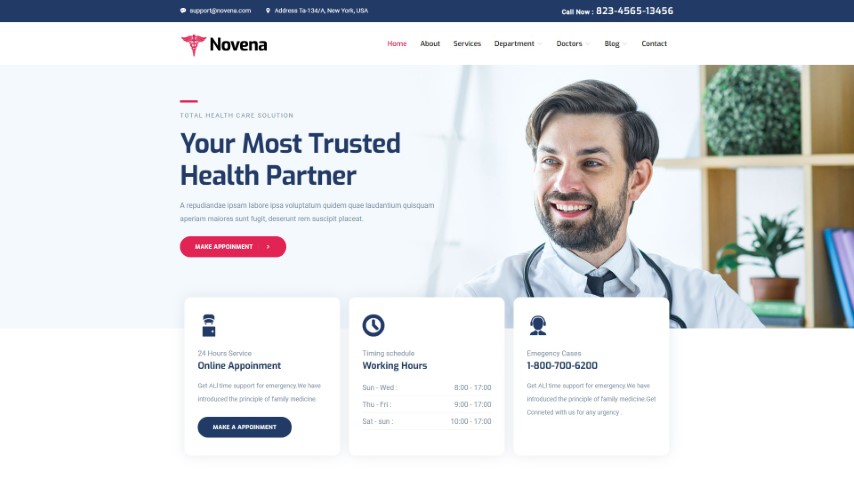 support@novena.com Address Ta-134/A, New York, USA Call Now : 823-4565-13456
Novena Home About Services Department Doctors Blog Contact
TOTAL HEALTH CARE SOLUTION
Your Most Trusted
Health Partner
A repudiandae ipsam labore ipsa voluptatum quidem quae laudantium quisquam
aperiam maiores sunt fugit, deserunt rem suscipit placeat.
MAKE APPOINMENT
24 Hours Service
Online Appoinment
Get ALl time support for emergency.We have
introduced the principle of family medicine.
MAKE A APPOINTMENT
Timing schedule
Working Hours
Sun - Wed : 8:00 - 17:00
Thu - Fri : 9:00 - 17:00
Sat - sun : 10:00 - 17:00
Emegency Cases
1-800-700-6200
Get ALl time support for emergency.We have
introduced the principle of family medicine.Get
Conneted with us for any urgency .